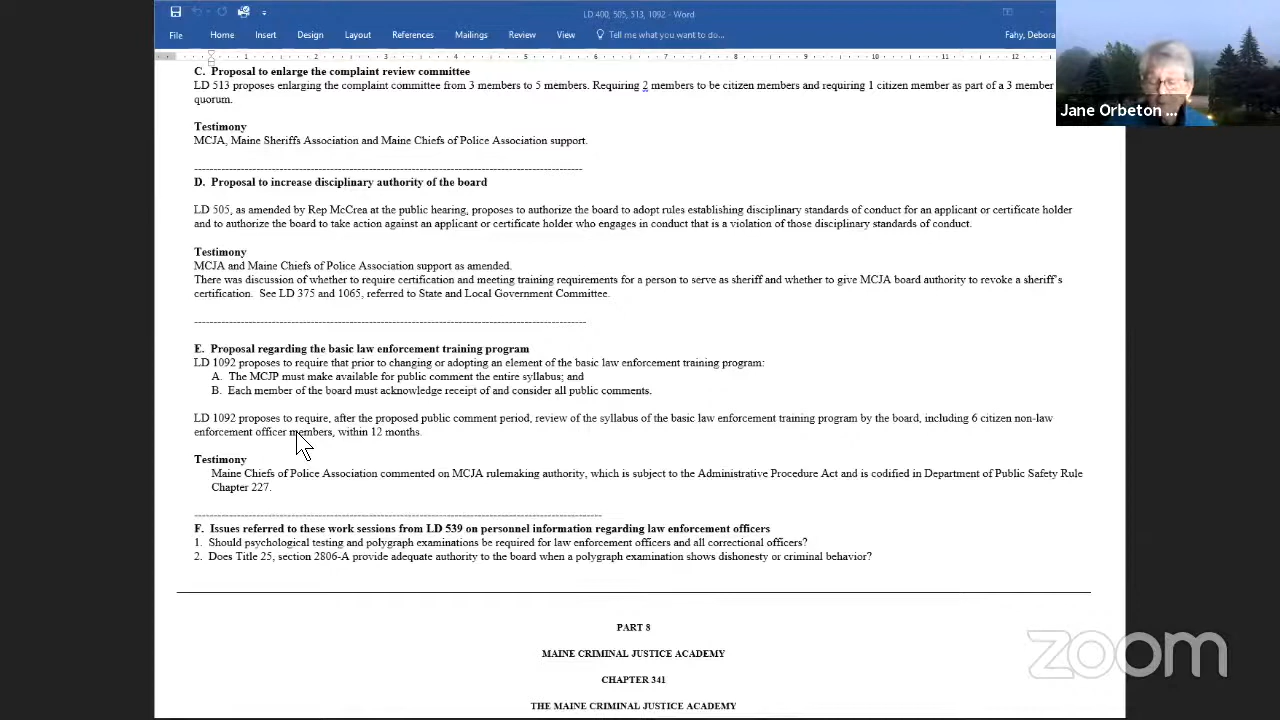 LD 400, 505, 513, 1092 - Word
File Home Insert Design Layout References Mailings Review View Tell me what you want to do... Fahy, Debora
1 2 3 4 5 6 7 8 9 10 11 12
Jane Orbeton ...
C. Proposal to enlarge the complaint review committee
LD 513 proposes enlarging the complaint committee from 3 members to 5 members. Requiring 2 members to be citizen members and requiring 1 citizen member as part of a 3 member
quorum.
Testimony
MCJA, Maine Sheriffs Association and Maine Chiefs of Police Association support.
D. Proposal to increase disciplinary authority of the board
LD 505, as amended by Rep McCrea at the public hearing, proposes to authorize the board to adopt rules establishing disciplinary standards of conduct for an applicant or certificate holder
and to authorize the board to take action against an applicant or certificate holder who engages in conduct that is a violation of those disciplinary standards of conduct.
Testimony
MCJA and Maine Chiefs of Police Association support as amended.
There was discussion of whether to require certification and meeting training requirements for a person to serve as sheriff and whether to give MCJA board authority to revoke a sheriff's
certification. See LD 375 and 1065, referred to State and Local Government Committee.
E. Proposal regarding the basic law enforcement training program
LD 1092 proposes to require that prior to changing or adopting an element of the basic law enforcement training program:
A. The MCJP must make available for public comment the entire syllabus; and
B. Each member of the board must acknowledge receipt of and consider all public comments.
LD 1092 proposes to require, after the proposed public comment period, review of the syllabus of the basic law enforcement training program by the board, including 6 citizen non-law
enforcement officer members, within 12 months.
Testimony
Maine Chiefs of Police Association commented on MCJA rulemaking authority, which is subject to the Administrative Procedure Act and is codified in Department of Public Safety Rule
Chapter 227.
F. Issues referred to these work sessions from LD 539 on personnel information regarding law enforcement officers
1. Should psychological testing and polygraph examinations be required for law enforcement officers and all correctional officers?
2. Does Title 25, section 2806-A provide adequate authority to the board when a polygraph examination shows dishonesty or criminal behavior?
PART 8
MAINE CRIMINAL JUSTICE ACADEMY
CHAPTER 341
THE MAINE CRIMINAL JUSTICE ACADEMY
zoom